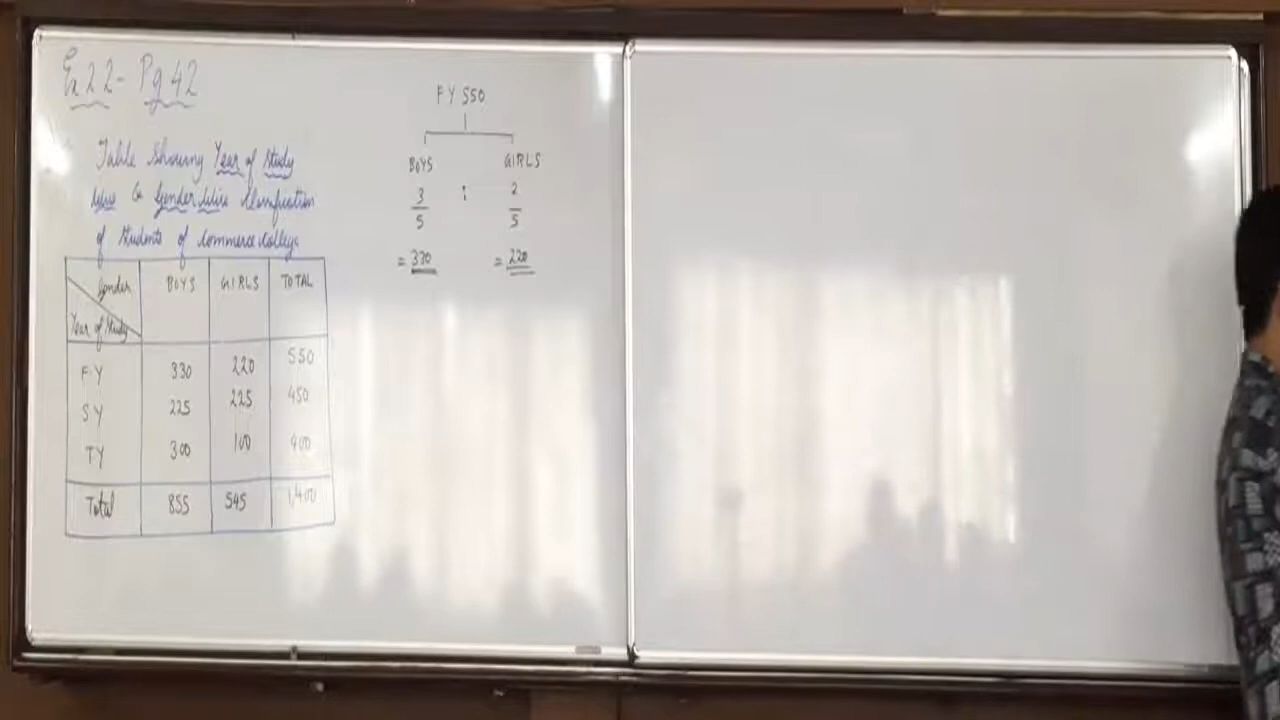 Ex 22- Pg 42
Table Showing Year of Study
Wise & Gender Wise Classification
of Students of Commerce College
Gender BOYS GIRLS TOTAL
Year of Study
FY 330 220 550
SY 225 225 450
TY 300 100 400
Total 855 545 1,400
FY 550
BOYS GIRLS
3 : 2
5 5
= 330 = 220